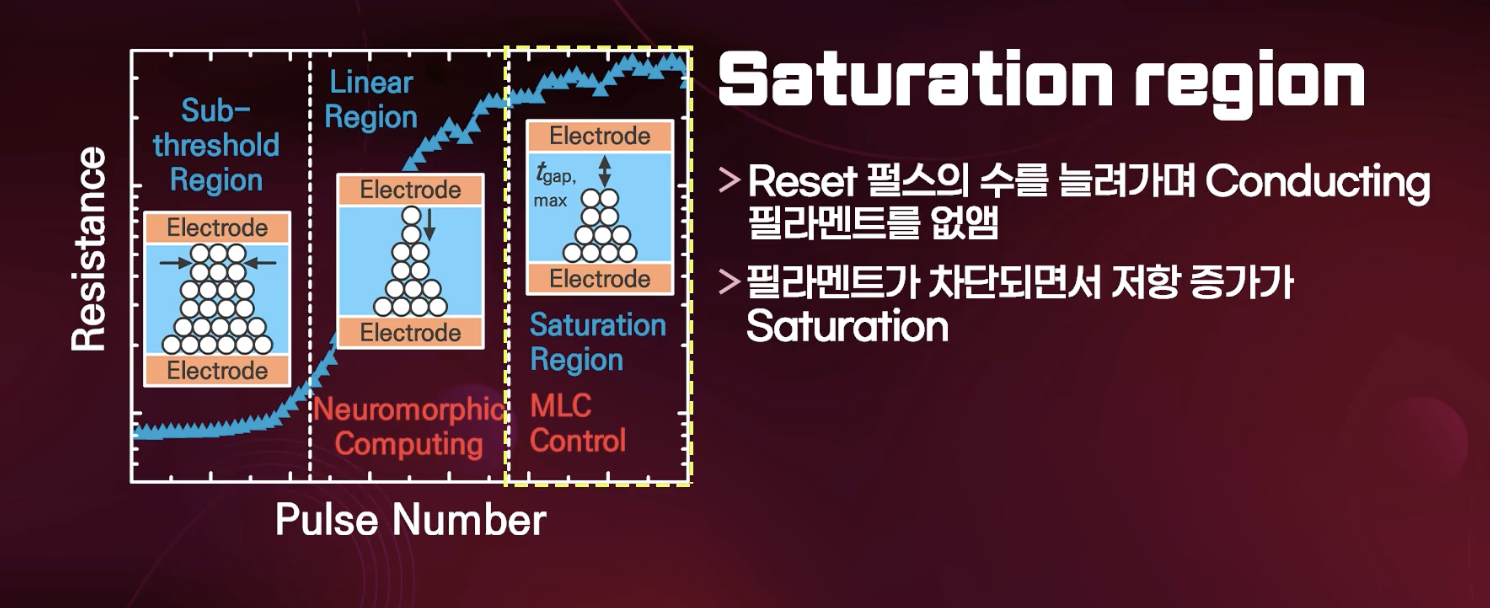 Saturation region
Sub-
threshold
Region
Linear
Region
Electrode
Electrode
Electrode
Electrode
Electrode
tgap,
max
Electrode
Saturation
Region
Neuromorphic
Computing
MLC
Control
Resistance
Pulse Number
> Reset 펄스의 수를 늘려가며 Conducting
필라멘트를 없앰
> 필라멘트가 차단되면서 저항 증가가
Saturation